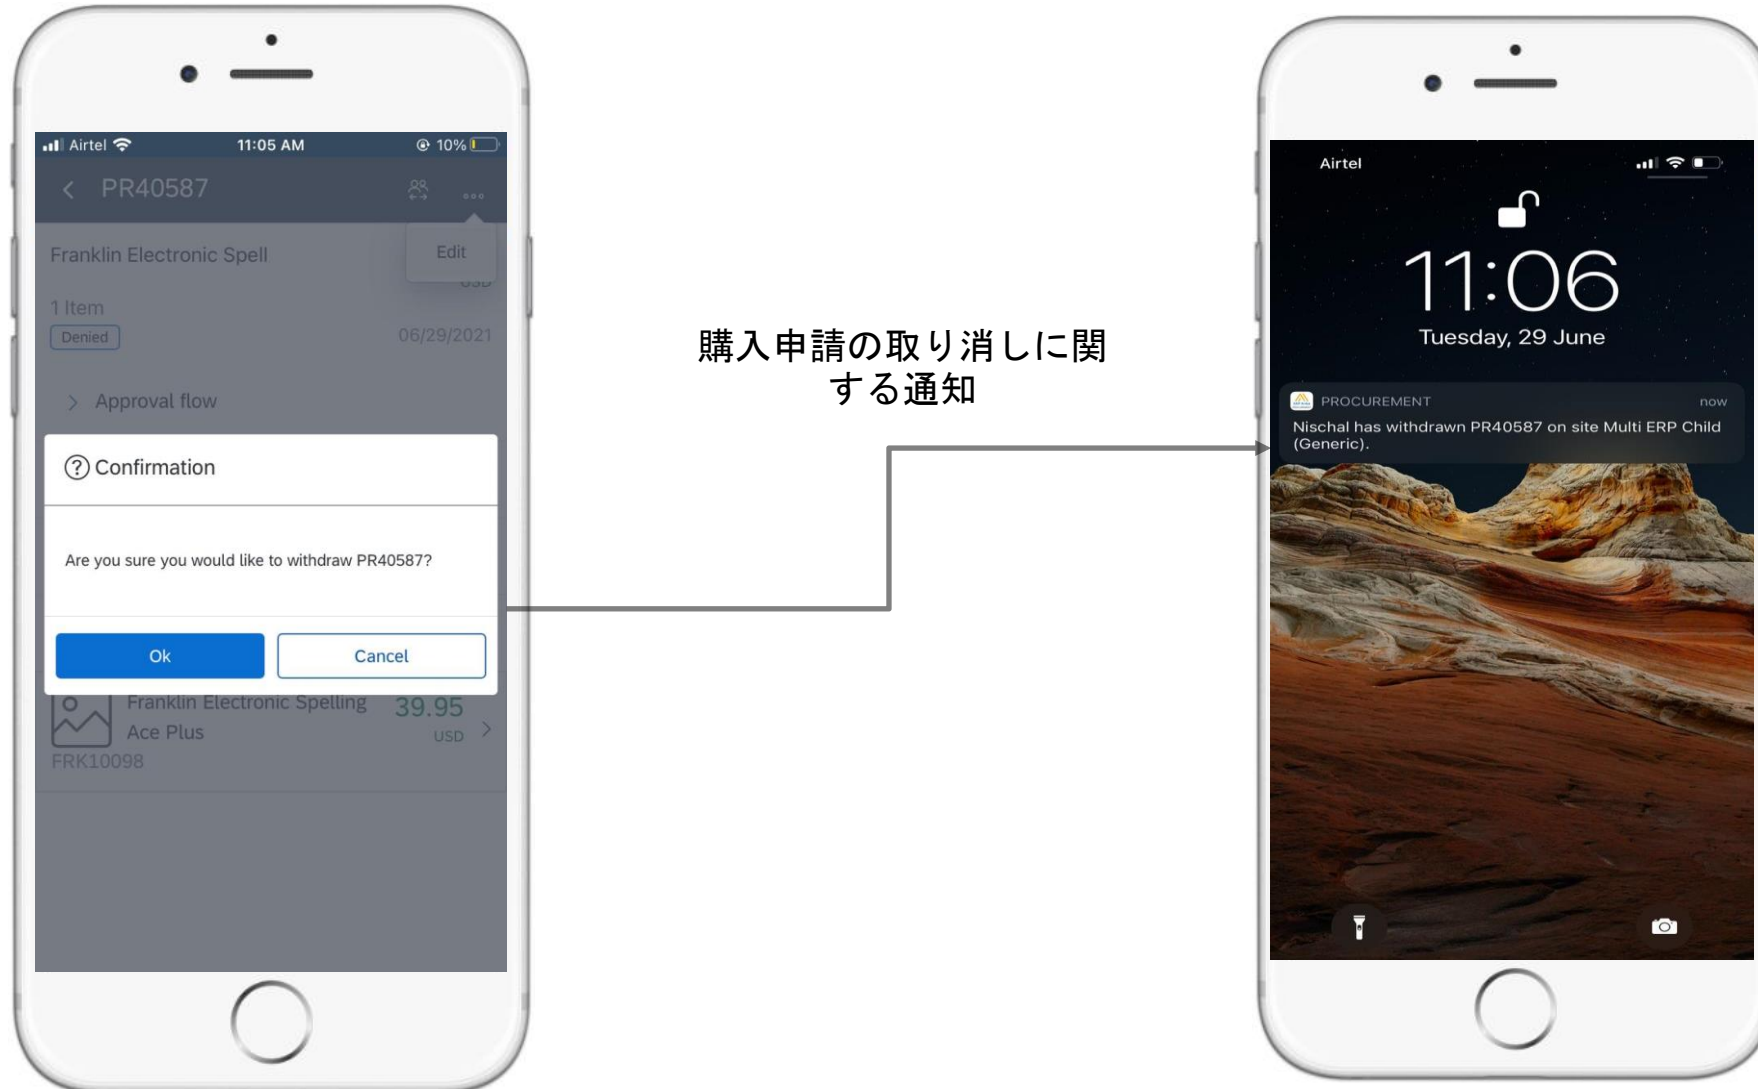 Airtel 11:05 AM 10%
PR40587
Edit
Franklin Electronic Spell
USD
1 Item
Denied 06/29/2021
Approval flow
Confirmation
Are you sure you would like to withdraw PR40587?
Ok Cancel
Franklin Electronic Spelling 39.95
Ace Plus USD
FRK10098
購入申請の取り消しに関
する通知
Airtel
11:06
Tuesday, 29 June
PROCUREMENT now
Nischal has withdrawn PR40587 on site Multi ERP Child
(Generic).